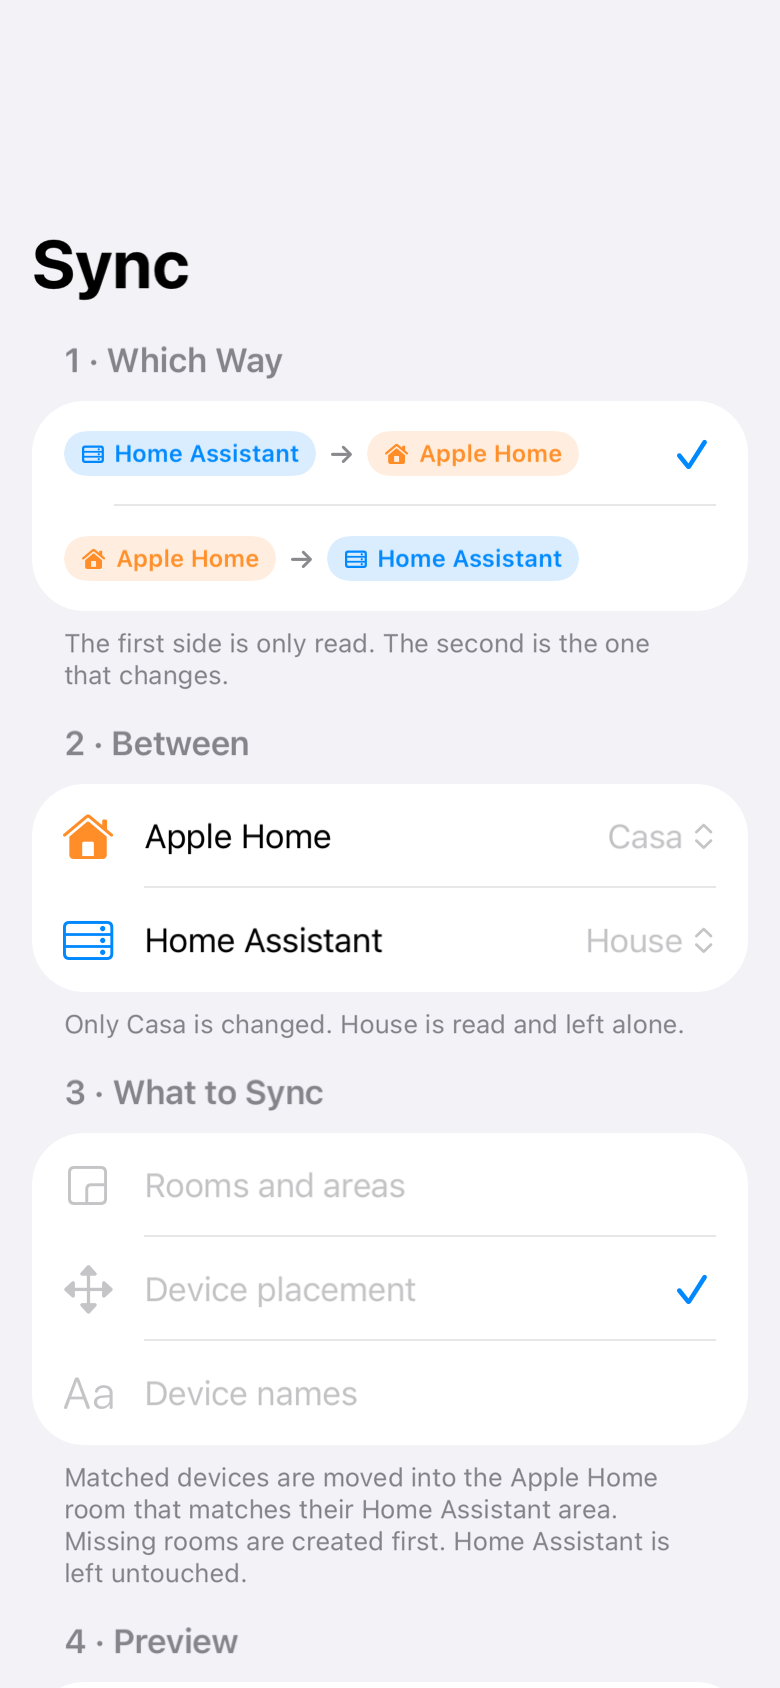 Sync
1 · Which Way
Home Assistant → Apple Home
Apple Home → Home Assistant
The first side is only read. The second is the one
that changes.
2 · Between
Apple Home Casa
Home Assistant House
Only Casa is changed. House is read and left alone.
3 · What to Sync
Rooms and areas
Device placement
Aa Device names
Matched devices are moved into the Apple Home
room that matches their Home Assistant area.
Missing rooms are created first. Home Assistant is
left untouched.
4 · Preview